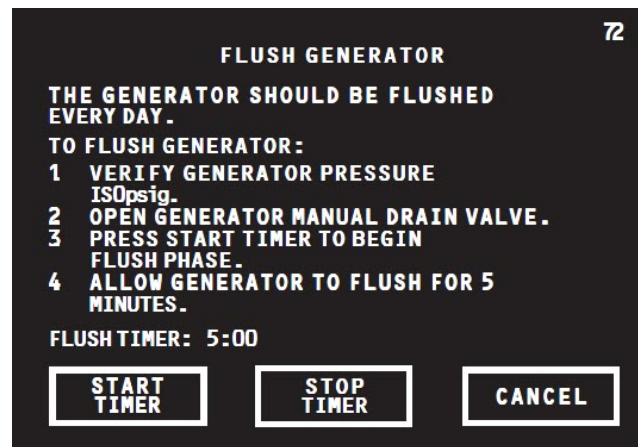 72
FLUSH GENERATOR
THE GENERATOR SHOULD BE FLUSHED
EVERY DAY.
TO FLUSH GENERATOR:
1 VERIFY GENERATOR PRESSURE
ISOpsig.
2 OPEN GENERATOR MANUAL DRAIN VALVE.
3 PRESS START TIMER TO BEGIN
FLUSH PHASE.
4 ALLOW GENERATOR TO FLUSH FOR 5
MINUTES.
FLUSH TIMER: 5:00
START
TIMER
STOP
TIMER
CANCEL